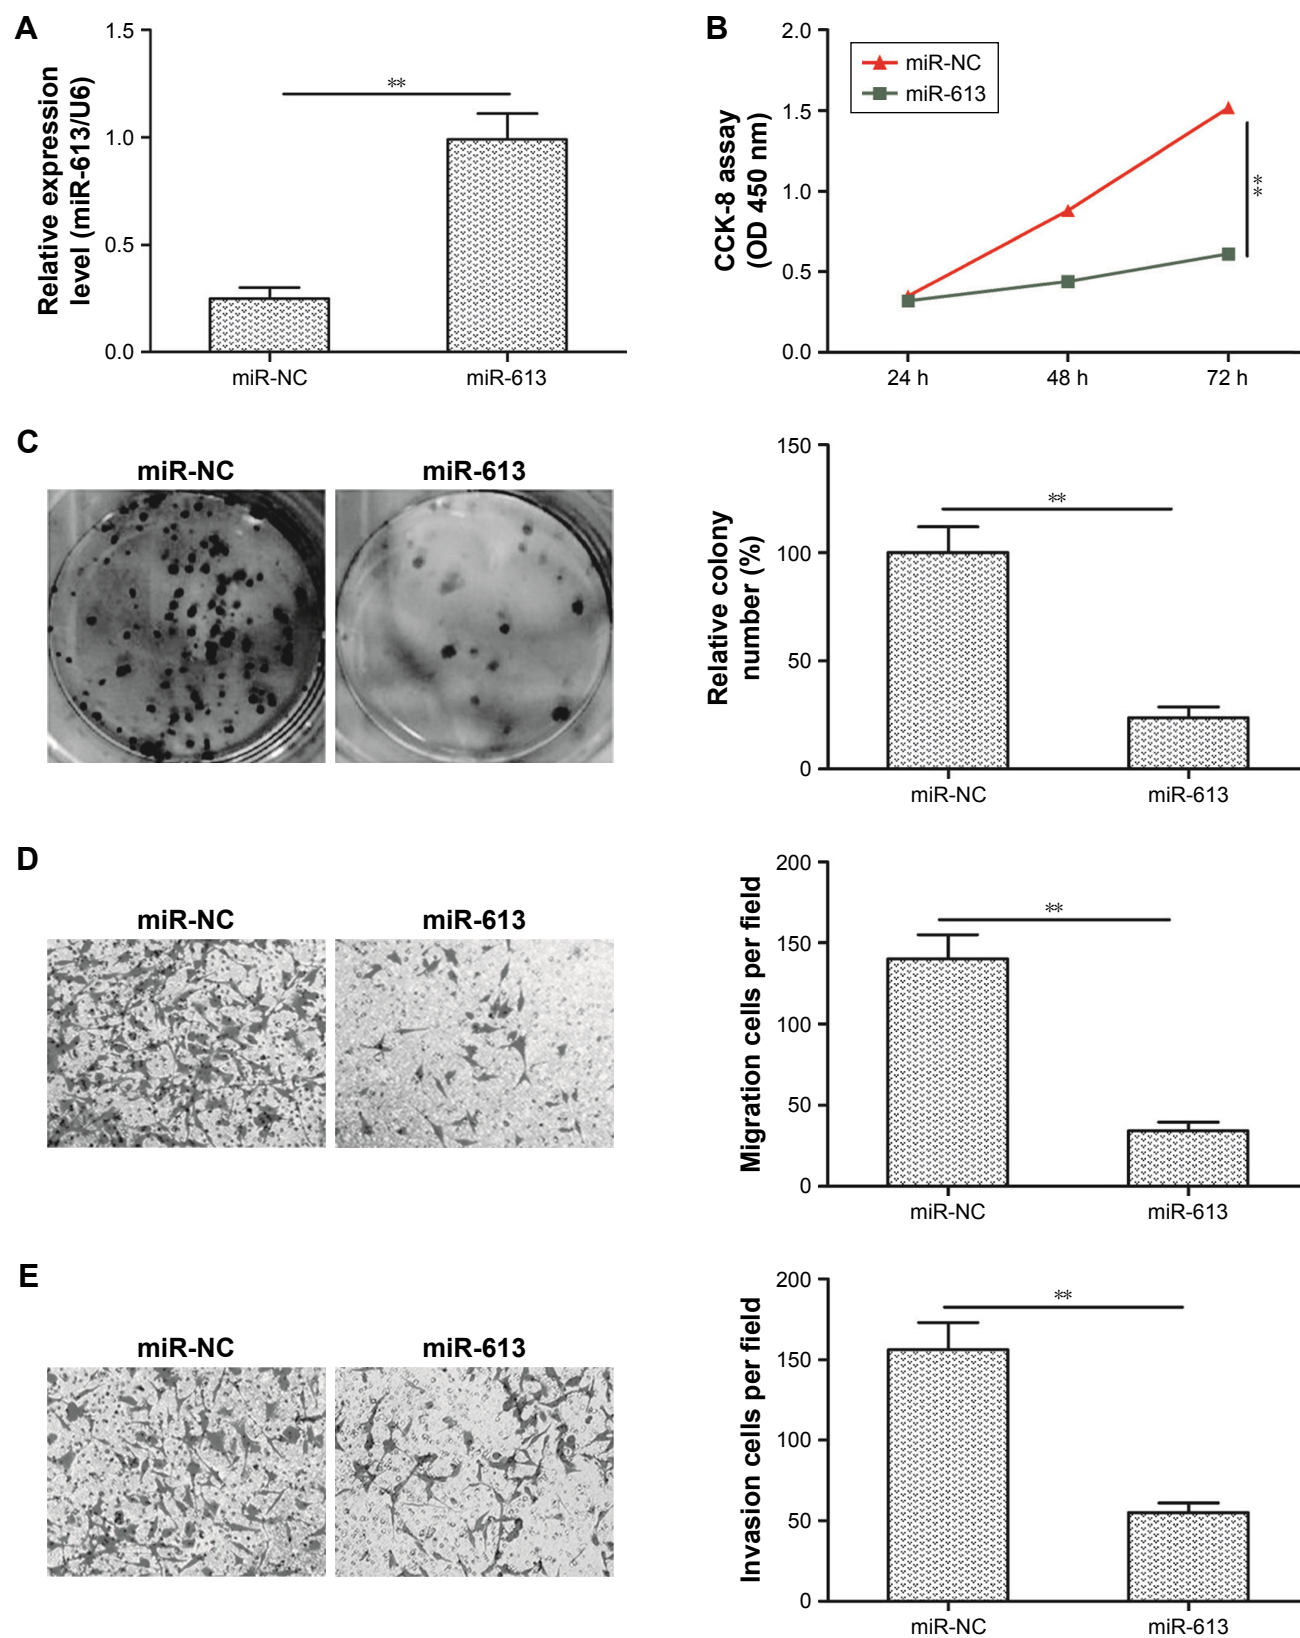 A
Relative expression
level (miR-613/U6)
1.5
1.0
0.5
0.0
**
miR-NC
miR-613
B
CCK-8 assay
(OD 450 nm)
2.0
1.5
1.0
0.5
0.0
miR-NC
miR-613
**
24 h
48 h
72 h
C
miR-NC
miR-613
Relative colony
number (%)
150
100
50
0
**
miR-NC
miR-613
D
miR-NC
miR-613
Migration cells per field
200
150
100
50
0
**
miR-NC
miR-613
E
miR-NC
miR-613
Invasion cells per field
200
150
100
50
0
**
miR-NC
miR-613